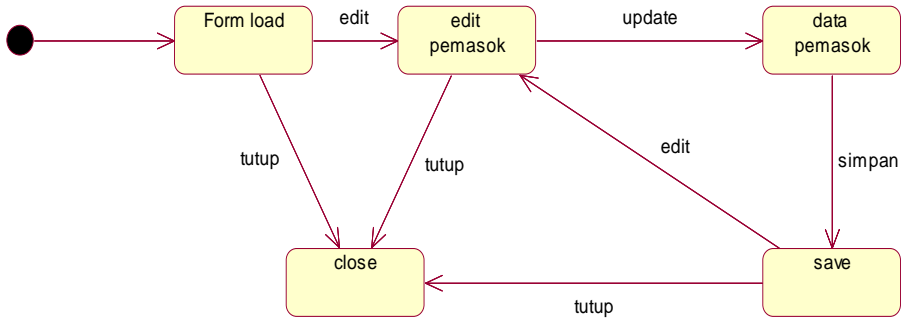 Form load
edit
edit
pemasok
update
data
pemasok
tutup
tutup
edit
simpan
close
save
tutup